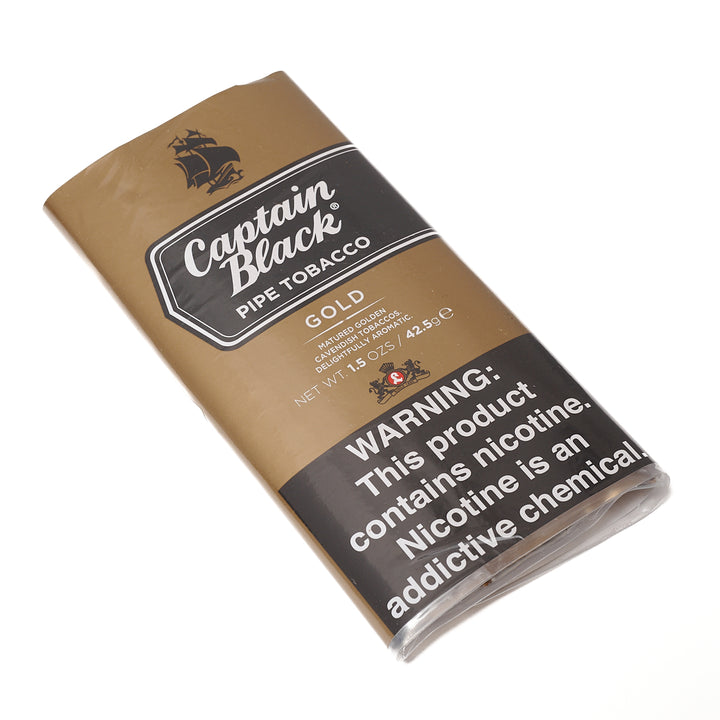 Captain
Black®
PIPE TOBACCO
GOLD
MATURED GOLDEN
CAVENDISH TOBACCOS.
DELIGHTFULLY AROMATIC.
NET WT. 1.5 OZS / 42.5g ℮
L
WARNING:
This product
contains nicotine.
Nicotine is an
addictive chemical.